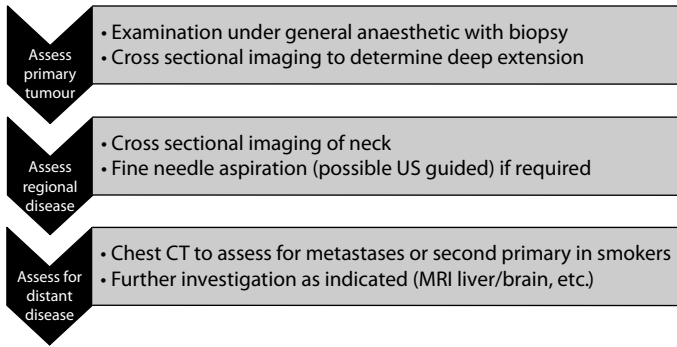 Assess
primary
tumour
• Examination under general anaesthetic with biopsy
• Cross sectional imaging to determine deep extension
Assess
regional
disease
• Cross sectional imaging of neck
• Fine needle aspiration (possible US guided) if required
Assess for
distant
disease
• Chest CT to assess for metastases or second primary in smokers
• Further investigation as indicated (MRI liver/brain, etc.)